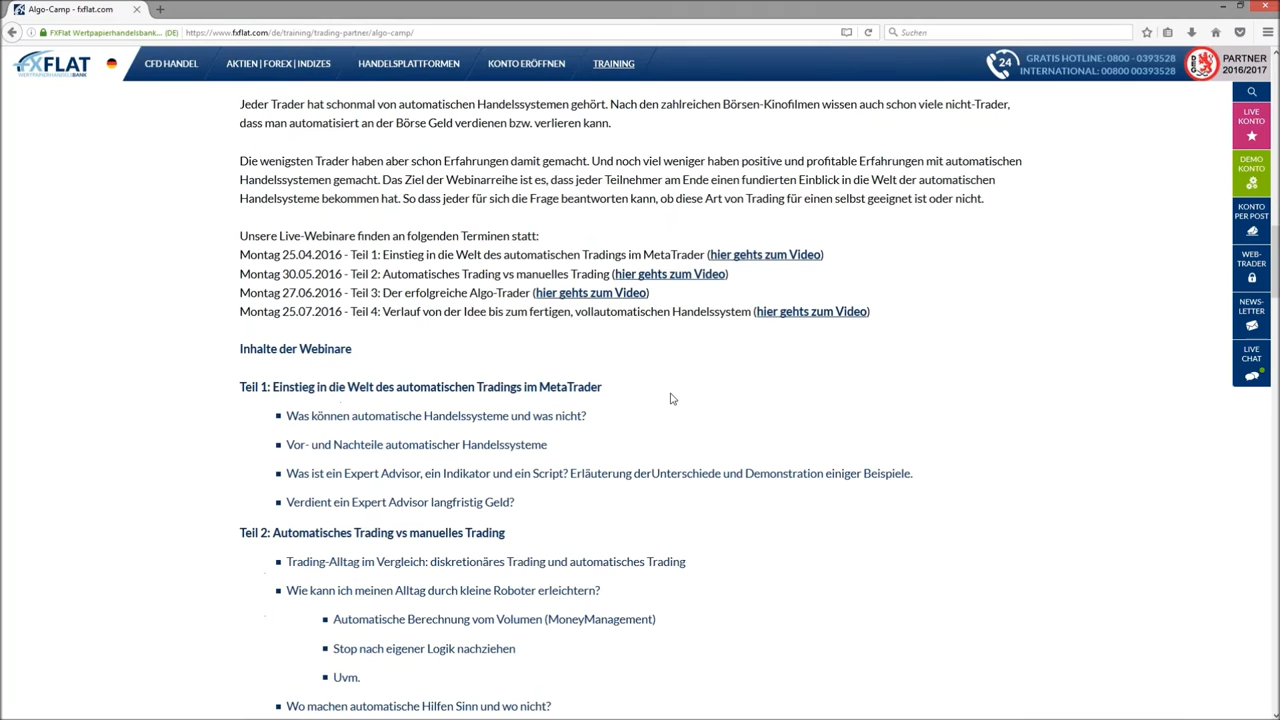 Algo-Camp - fxflat.com
FXFlat Wertpapierhandelsbank... (DE)
https://www.fxflat.com/de/training/trading-partner/algo-camp/
Suchen
FXFLAT
WERTPAPIERHANDELSBANK
CFD HANDEL
AKTIEN | FOREX | INDIZES
HANDELSPLATTFORMEN
KONTO ERÖFFNEN
TRAINING
24
GRATIS HOTLINE: 0800 - 0393528
INTERNATIONAL: 00800 00393528
DEG
PARTNER
2016/2017
Jeder Trader hat schonmal von automatischen Handelssystemen gehört. Nach den zahlreichen Börsen-Kinofilmen wissen auch schon viele nicht-Trader,
dass man automatisiert an der Börse Geld verdienen bzw. verlieren kann.
Die wenigsten Trader haben aber schon Erfahrungen damit gemacht. Und noch viel weniger haben positive und profitable Erfahrungen mit automatischen
Handelssystemen gemacht. Das Ziel der Webinarreihe ist es, dass jeder Teilnehmer am Ende einen fundierten Einblick in die Welt der automatischen
Handelsysteme bekommen hat. So dass jeder für sich die Frage beantworten kann, ob diese Art von Trading für einen selbst geeignet ist oder nicht.
Unsere Live-Webinare finden an folgenden Terminen statt:
Montag 25.04.2016 - Teil 1: Einstieg in die Welt des automatischen Tradings im MetaTrader (hier gehts zum Video)
Montag 30.05.2016 - Teil 2: Automatisches Trading vs manuelles Trading (hier gehts zum Video)
Montag 27.06.2016 - Teil 3: Der erfolgreiche Algo-Trader (hier gehts zum Video)
Montag 25.07.2016 - Teil 4: Verlauf von der Idee bis zum fertigen, vollautomatischen Handelssystem (hier gehts zum Video)
Inhalte der Webinare
Teil 1: Einstieg in die Welt des automatischen Tradings im MetaTrader
Was können automatische Handelssysteme und was nicht?
Vor- und Nachteile automatischer Handelssysteme
Was ist ein Expert Advisor, ein Indikator und ein Script? Erläuterung derUnterschiede und Demonstration einiger Beispiele.
Verdient ein Expert Advisor langfristig Geld?
Teil 2: Automatisches Trading vs manuelles Trading
Trading-Alltag im Vergleich: diskretionäres Trading und automatisches Trading
Wie kann ich meinen Alltag durch kleine Roboter erleichtern?
Automatische Berechnung vom Volumen (MoneyManagement)
Stop nach eigener Logik nachziehen
Uvm.
Wo machen automatische Hilfen Sinn und wo nicht?
LIVE
KONTO
DEMO
KONTO
KONTO
PER POST
WEB-
TRADER
NEWS-
LETTER
LIVE
CHAT